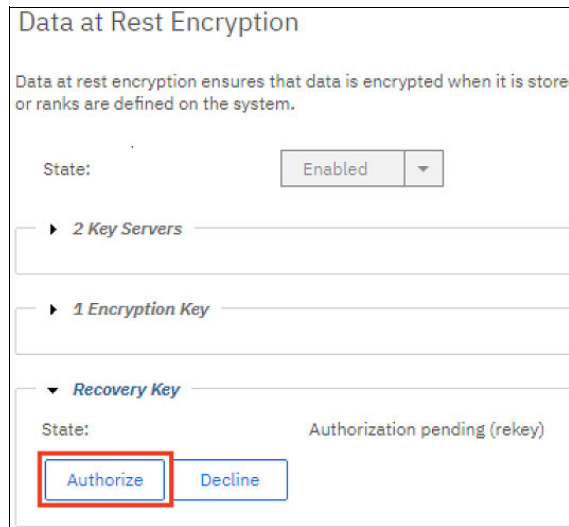 Data at Rest Encryption
Data at rest encryption ensures that data is encrypted when it is store
or ranks are defined on the system.
State: Enabled
2 Key Servers
1 Encryption Key
Recovery Key
State: Authorization pending (rekey)
Authorize Decline